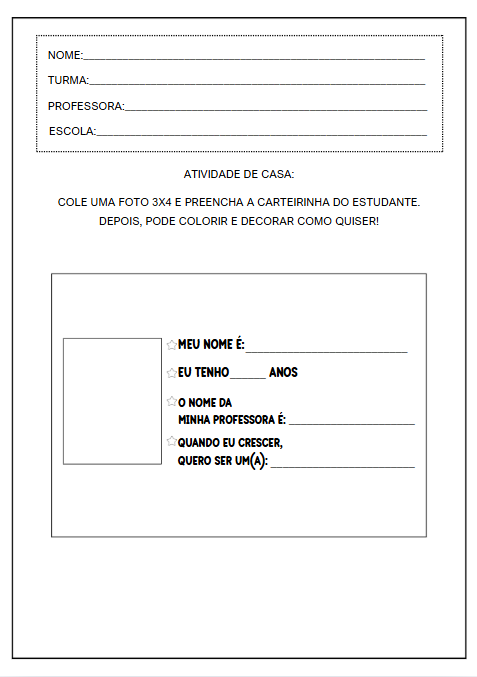 NOME:
TURMA:
PROFESSORA:
ESCOLA:
ATIVIDADE DE CASA:
COLE UMA FOTO 3X4 E PREENCHA A CARTEIRINHA DO ESTUDANTE.
DEPOIS, PODE COLORIR E DECORAR COMO QUISER!
MEU NOME É:
EU TENHO______ ANOS
O NOME DA
MINHA PROFESSORA É:
QUANDO EU CRESCER,
QUERO SER UM(A):